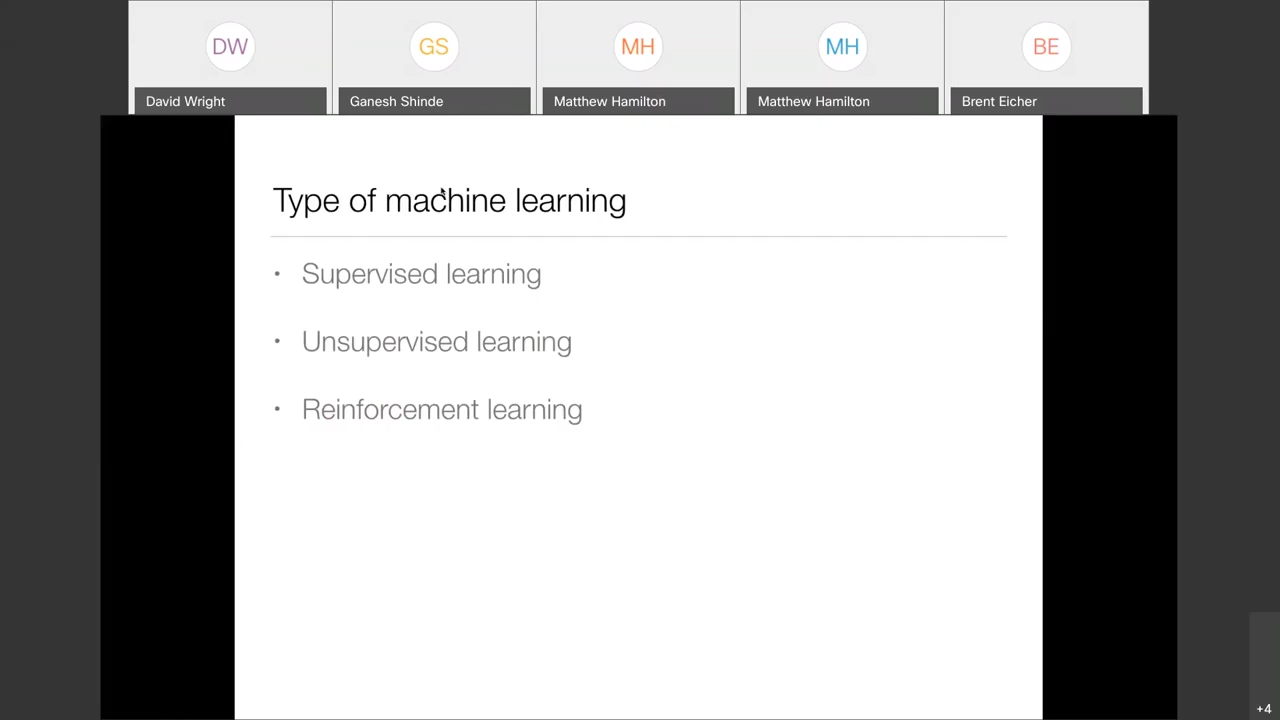 DW
GS
MH
MH
BE
David Wright
Ganesh Shinde
Matthew Hamilton
Matthew Hamilton
Brent Eicher
Type of machine learning
• Supervised learning
• Unsupervised learning
• Reinforcement learning
+4